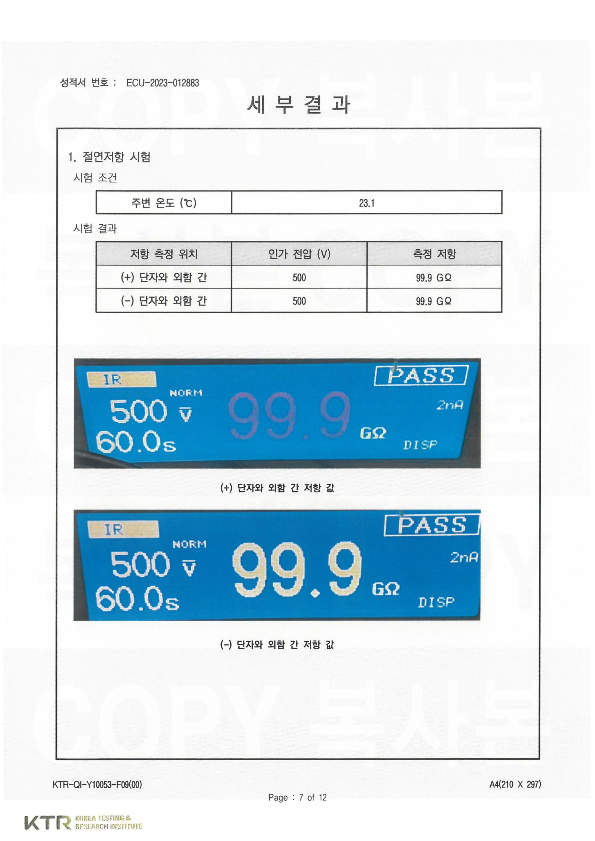 성적서 번호 : ECU-2023-012883
세 부 결 과
1. 절연저항 시험
시험 조건
주변 온도 (℃) 23.1
시험 결과
저항 측정 위치 인가 전압 (V) 측정 저항
(+) 단자와 외함 간 500 99.9 GΩ
(-) 단자와 외함 간 500 99.9 GΩ
IR PASS
NORM
500 V 99.9 GΩ 2nA
60.0s DISP
(+) 단자와 외함 간 저항 값
IR PASS
NORM
500 V 99.9 GΩ 2nA
60.0s DISP
(-) 단자와 외함 간 저항 값
COPY 복사본
KTR-QI-Y10053-F09(00) A4(210 X 297)
Page : 7 of 12
KTR KOREA TESTING &
RESEARCH INSTITUTE